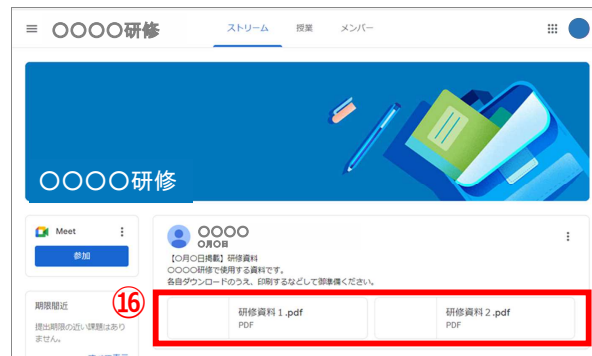 〇〇〇〇研修
ストリーム 授業 メンバー
〇〇〇〇研修
Meet
参加
〇〇〇〇
〇月〇日
【〇月〇日掲載】研修資料
〇〇〇〇研修で使用する資料です。
各自ダウンロードのうえ、印刷するなどして御準備ください。
期限間近
提出期限の近い課題はあり
ません。
すべて表示
⑯
研修資料１.pdf
PDF
研修資料２.pdf
PDF